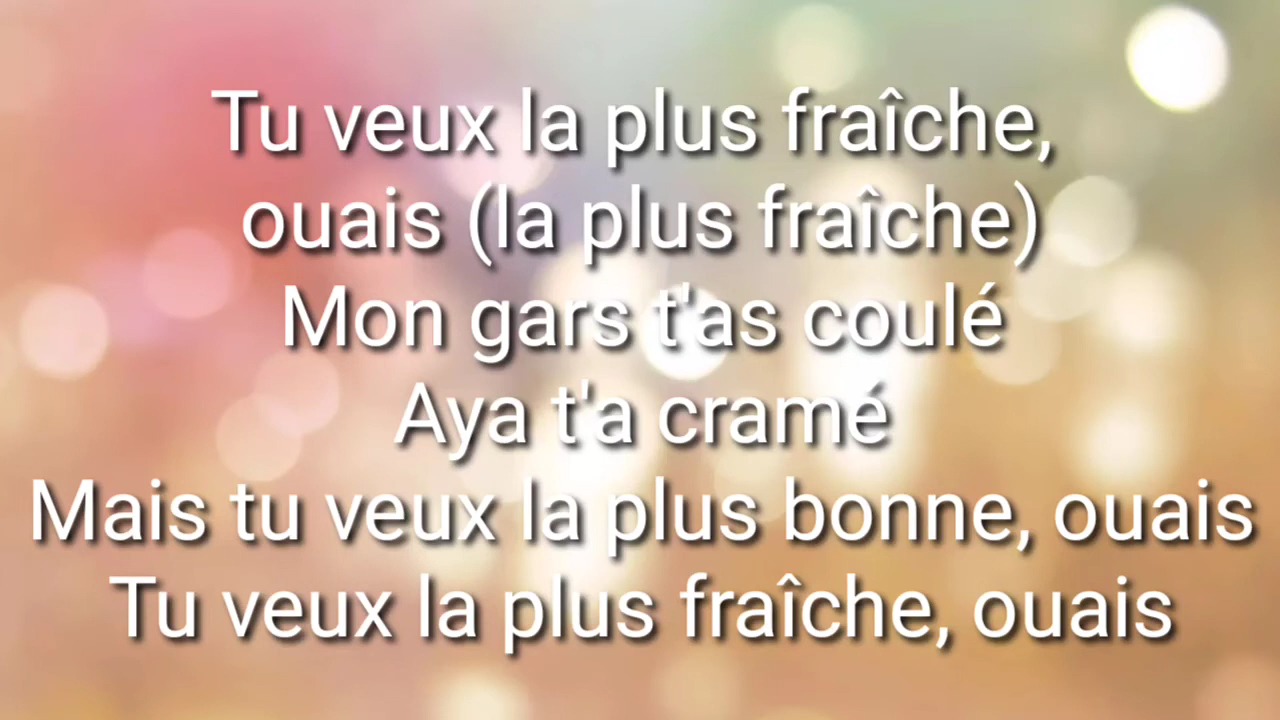 Tu veux la plus fraîche,
ouais (la plus fraîche)
Mon gars t'as coulé
Aya t'a cramé
Mais tu veux la plus bonne, ouais
Tu veux la plus fraîche, ouais